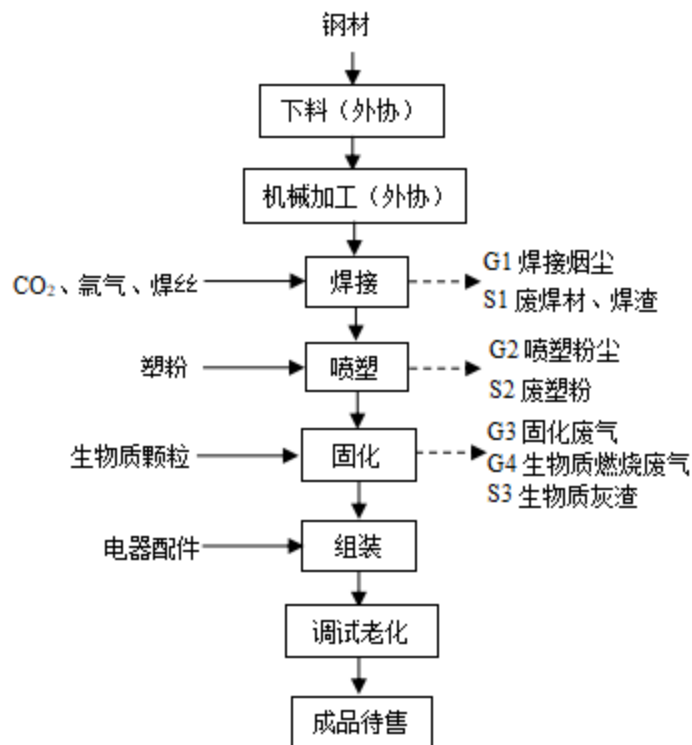 钢材
下料（外协）
机械加工（外协）
CO₂、氩气、焊丝
焊接
G1 焊接烟尘
S1 废焊材、焊渣
塑粉
喷塑
G2 喷塑粉尘
S2 废塑粉
生物质颗粒
固化
G3 固化废气
G4 生物质燃烧废气
S3 生物质灰渣
电器配件
组装
调试老化
成品待售